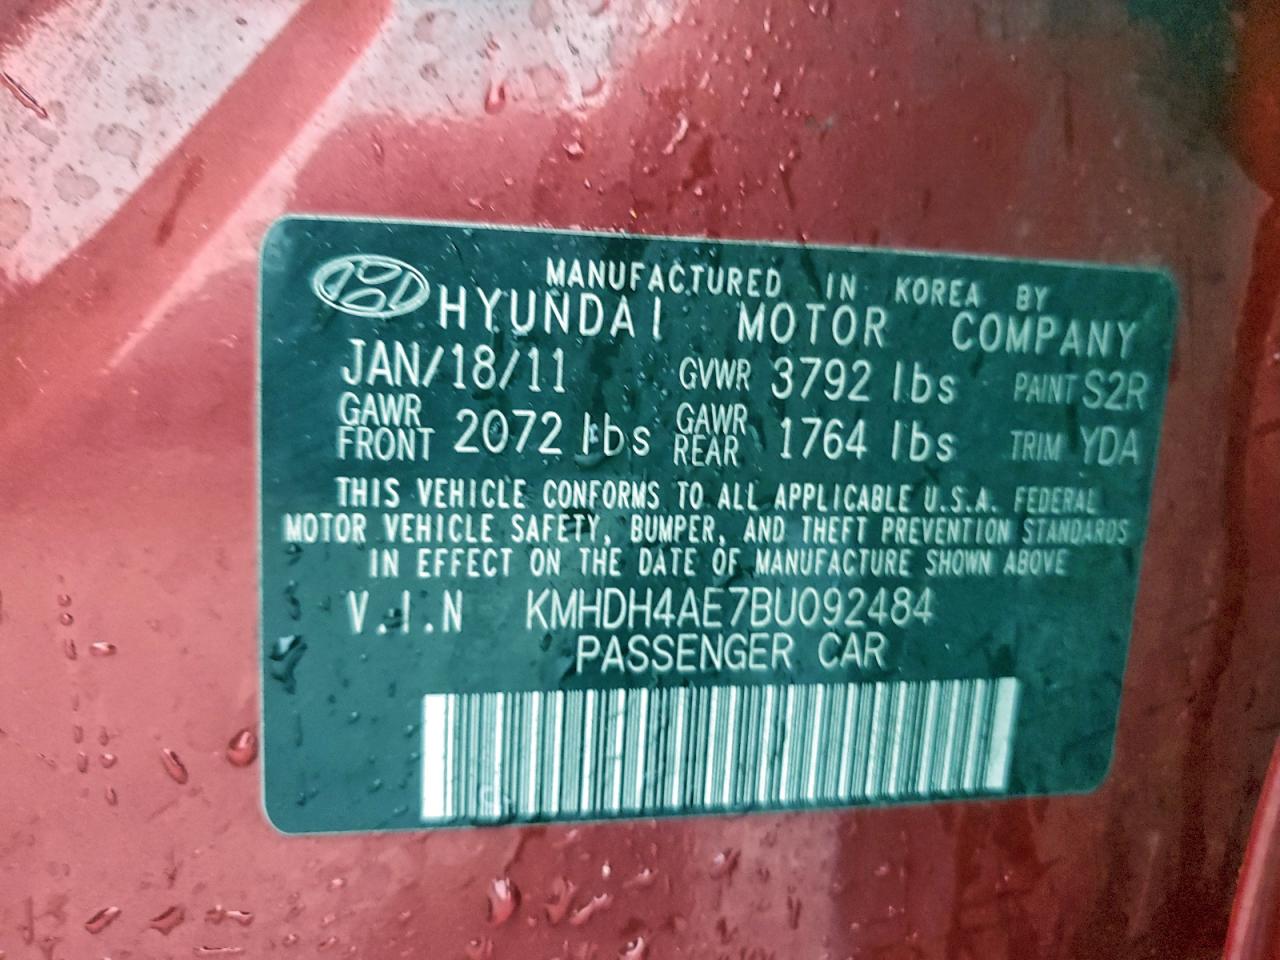 MANUFACTURED IN KOREA BY
HYUNDAI MOTOR COMPANY
JAN/18/11 GVWR 3792 lbs PAINT S2R
GAWR FRONT 2072 lbs GAWR REAR 1764 lbs TRIM YDA
THIS VEHICLE CONFORMS TO ALL APPLICABLE U.S.A. FEDERAL
MOTOR VEHICLE SAFETY, BUMPER, AND THEFT PREVENTION STANDARDS
IN EFFECT ON THE DATE OF MANUFACTURE SHOWN ABOVE
V.I.N KMHDH4AE7BU092484
PASSENGER CAR